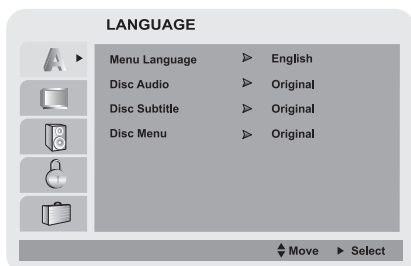 LANGUAGE
Menu Language English
Disc Audio Original
Disc Subtitle Original
Disc Menu Original
Move Select